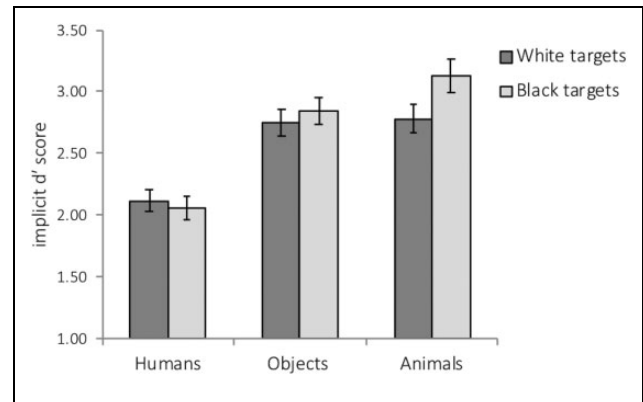 3.50
3.00
2.50
2.00
1.50
1.00
implicit d' score
White targets
Black targets
Humans
Objects
Animals